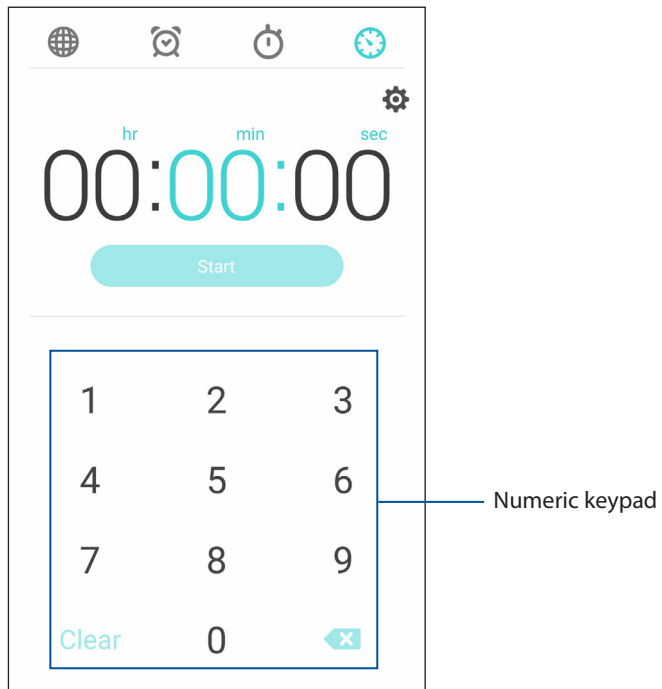 hr min sec
00:00:00
Start
1 2 3
4 5 6
Numeric keypad
7 8 9
Clear 0